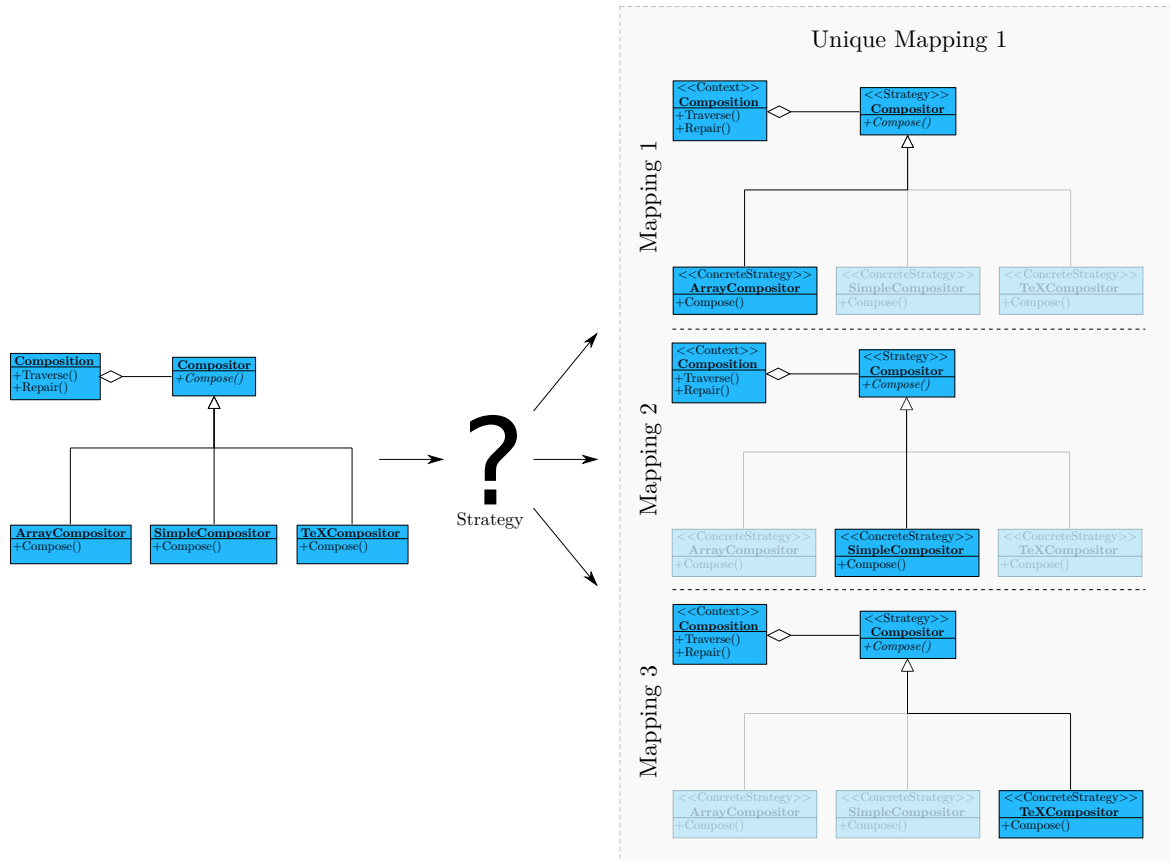 Composition
+Traverse()
+Repair()
Compositor
+Compose()
ArrayCompositor
+Compose()
SimpleCompositor
+Compose()
TeXCompositor
+Compose()
?
Strategy
Unique Mapping 1
Mapping 1
<<Context>>
Composition
+Traverse()
+Repair()
<<Strategy>>
Compositor
+Compose()
<<ConcreteStrategy>>
ArrayCompositor
+Compose()
<<ConcreteStrategy>>
SimpleCompositor
+Compose()
<<ConcreteStrategy>>
TeXCompositor
+Compose()
Mapping 2
<<Context>>
Composition
+Traverse()
+Repair()
<<Strategy>>
Compositor
+Compose()
<<ConcreteStrategy>>
ArrayCompositor
+Compose()
<<ConcreteStrategy>>
SimpleCompositor
+Compose()
<<ConcreteStrategy>>
TeXCompositor
+Compose()
Mapping 3
<<Context>>
Composition
+Traverse()
+Repair()
<<Strategy>>
Compositor
+Compose()
<<ConcreteStrategy>>
ArrayCompositor
+Compose()
<<ConcreteStrategy>>
SimpleCompositor
+Compose()
<<ConcreteStrategy>>
TeXCompositor
+Compose()